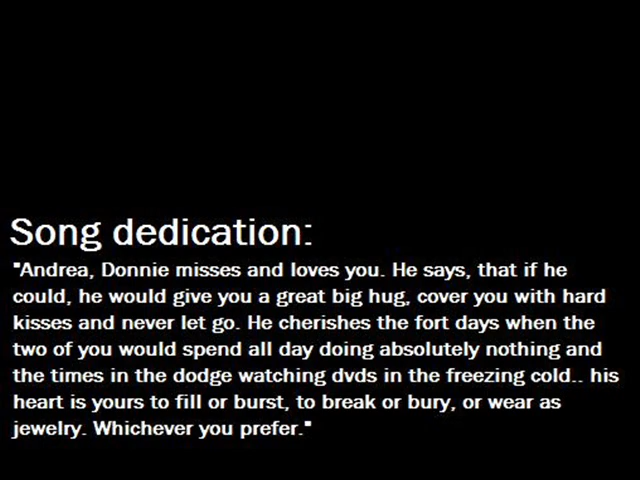 Song dedication:
"Andrea, Donnie misses and loves you. He says, that if he
could, he would give you a great big hug, cover you with hard
kisses and never let go. He cherishes the fort days when the
two of you would spend all day doing absolutely nothing and
the times in the dodge watching dvds in the freezing cold.. his
heart is yours to fill or burst, to break or bury, or wear as
jewelry. Whichever you prefer."